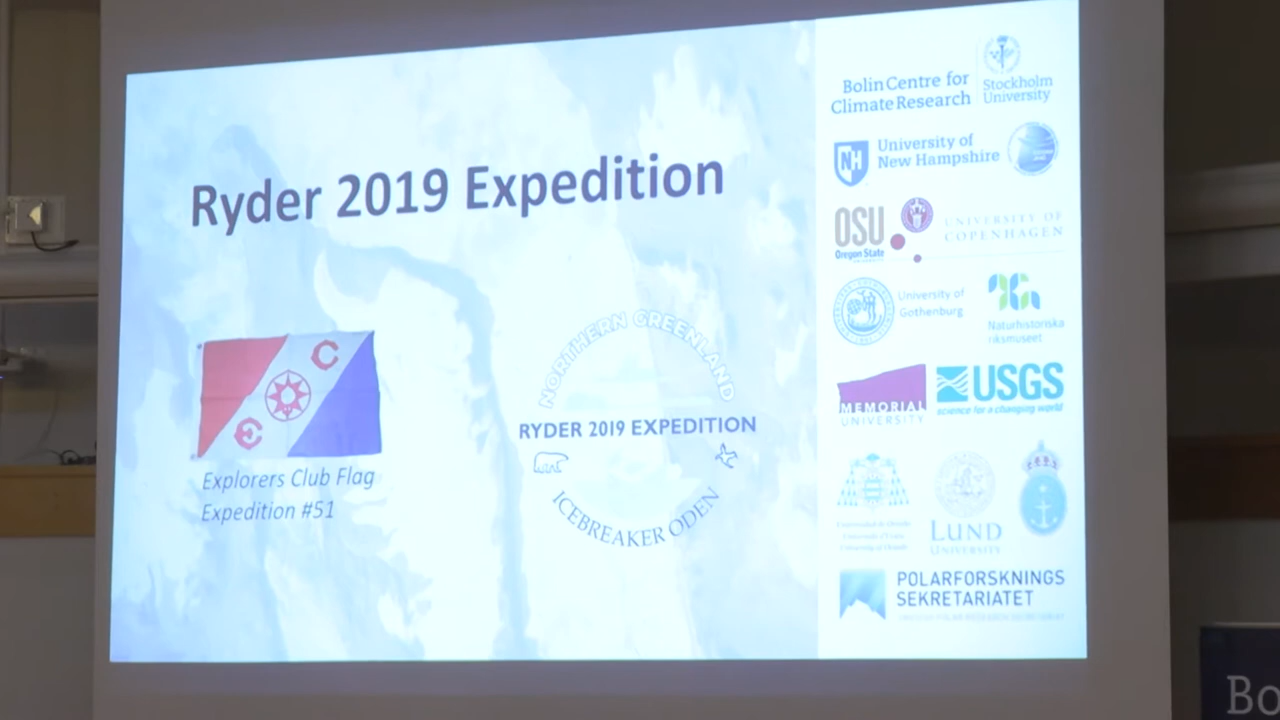 Ryder 2019 Expedition
C
C
Explorers Club Flag
Expedition #51
NORTHERN GREENLAND
RYDER 2019 EXPEDITION
ICEBREAKER ODEN
Bolin Centre for
Climate Research
Stockholm
University
NH
University of
New Hampshire
OSU
Oregon State
UNIVERSITY OF
COPENHAGEN
University of
Gothenburg
Naturhistoriska
riksmuseet
MEMORIAL
UNIVERSITY
USGS
science for a changing world
LUND
UNIVERSITY
POLARFORSKNINGS
SEKRETARIATET
Bo